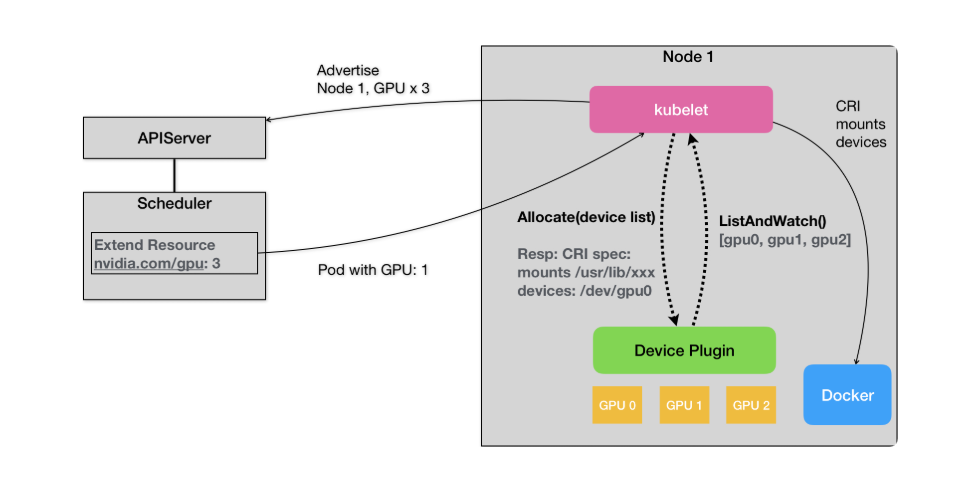 Node 1
Advertise
Node 1, GPU x 3
kubelet
CRI
mounts
devices
APIServer
Scheduler
Extend Resource
nvidia.com/gpu: 3
Pod with GPU: 1
Allocate(device list)
Resp: CRI spec:
mounts /usr/lib/xxx
devices: /dev/gpu0
ListAndWatch()
[gpu0, gpu1, gpu2]
Device Plugin
GPU 0
GPU 1
GPU 2
Docker